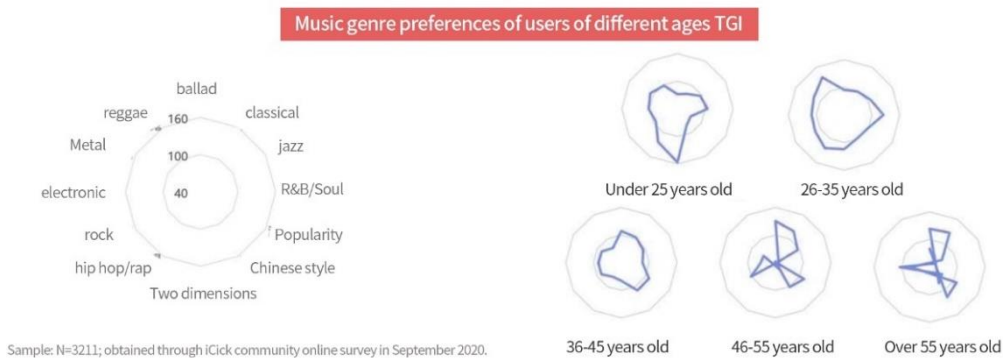 Music genre preferences of users of different ages TGI
ballad
reggae
160
classical
Metal
100
jazz
electronic
40
R&B/Soul
rock
Popularity
hip hop/rap
Chinese style
Two dimensions
Under 25 years old
26-35 years old
36-45 years old
46-55 years old
Over 55 years old
Sample: N=3211; obtained through iCick community online survey in September 2020.